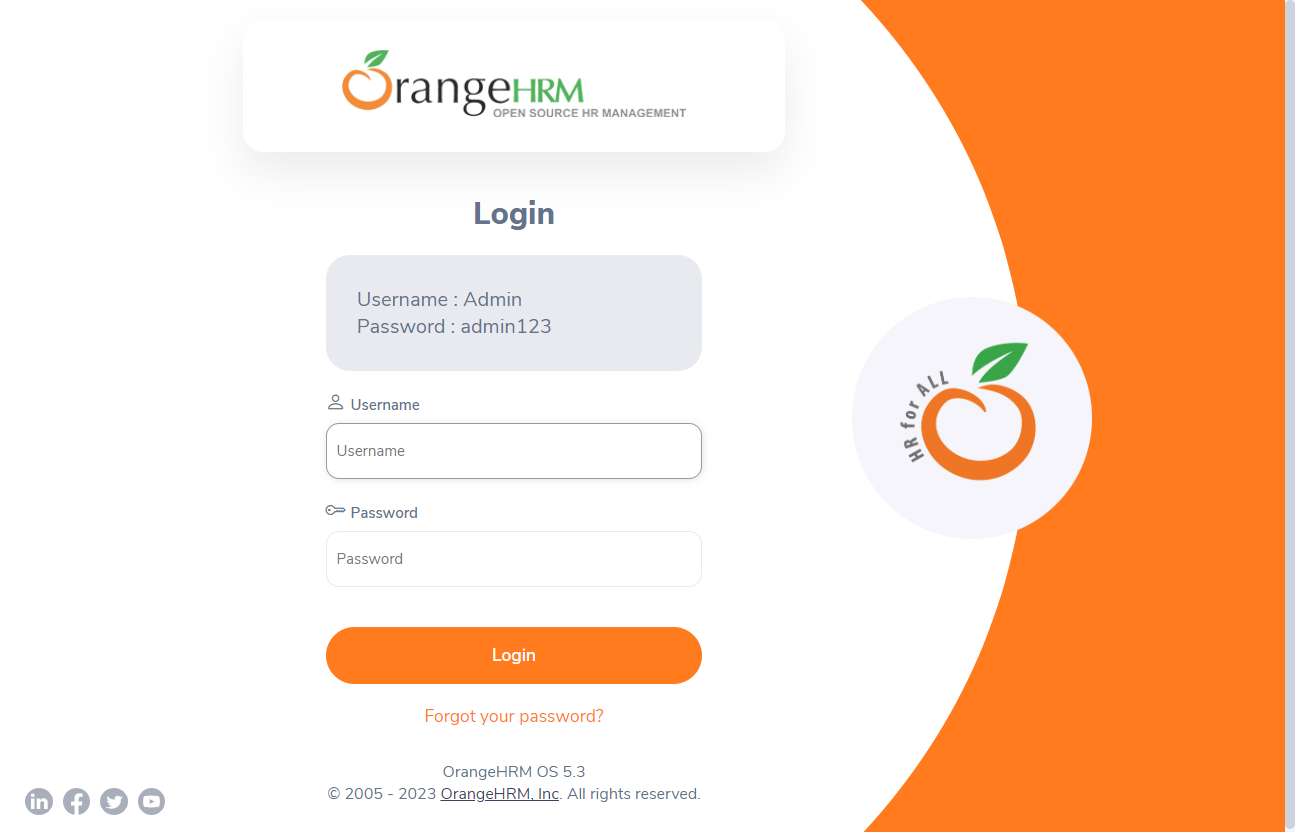 OrangeHRM
OPEN SOURCE HR MANAGEMENT
Login
Username : Admin
Password : admin123
Username
Username
Password
Password
Login
Forgot your password?
OrangeHRM OS 5.3
© 2005 - 2023 OrangeHRM, Inc. All rights reserved.
HR for ALL